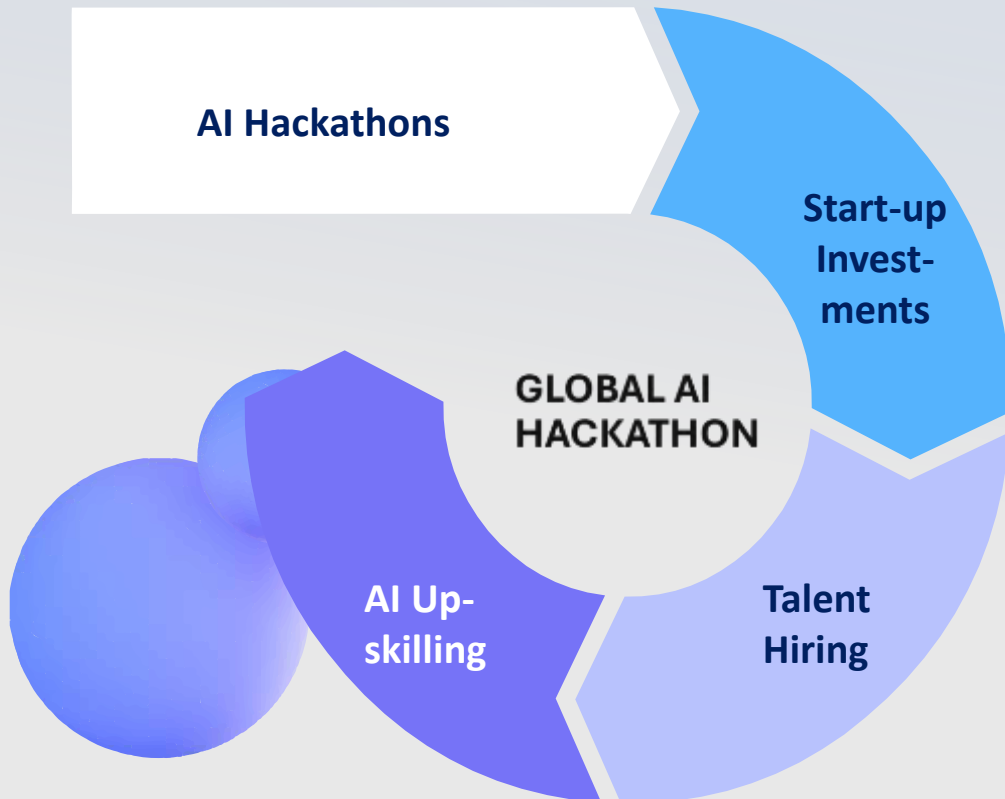 AI Hackathons
Start-up
Invest-
ments
GLOBAL AI
HACKATHON
AI Up-
skilling
Talent
Hiring